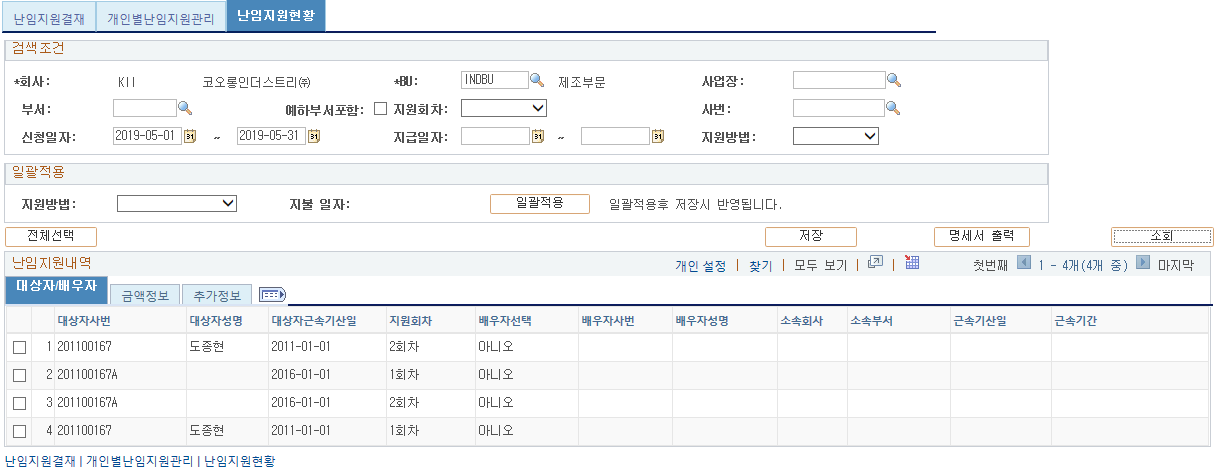 난임지원결재 개인별난임지원관리 난임지원현황
검색조건
*회사: KII 코오롱인더스트리㈜ *BU: INDBU 제조부문 사업장:
부서: 예하부서포함: 지원회차: 사번:
신청일자: 2019-05-01 ~ 2019-05-31 지급일자: ~ 지원방법:
일괄적용
지원방법: 지불 일자: 일괄적용 일괄적용후 저장시 반영됩니다.
전체선택 저장 명세서 출력 조회
난임지원내역 개인 설정 | 찾기 | 모두 보기 | | 첫번째 1 - 4개(4개 중) 마지막
대상자/배우자 금액정보 추가정보
대상자사번 대상자성명 대상자근속기산일 지원회차 배우자선택 배우자사번 배우자성명 소속회사 소속부서 근속기산일 근속기간
1 201100167 도종현 2011-01-01 2회차 아니오
2 201100167A 2016-01-01 1회차 아니오
3 201100167A 2016-01-01 2회차 아니오
4 201100167 도종현 2011-01-01 1회차 아니오
난임지원결재 | 개인별난임지원관리 | 난임지원현황